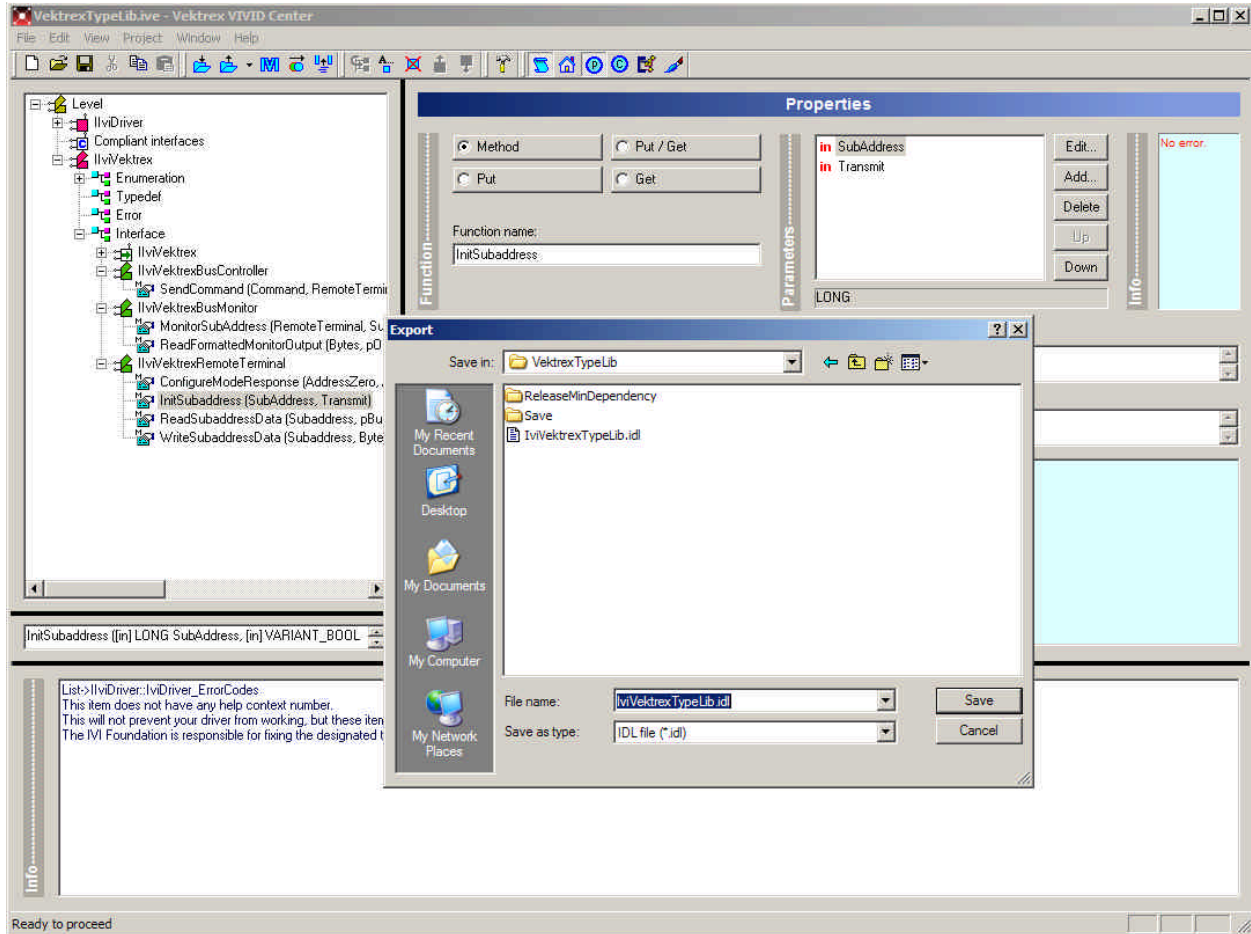 VektrexTypeLib.ive - Vektrex VIVID Center
File Edit View Project Window Help
Level
IIviDriver
Compliant interfaces
IIviVektrex
Enumeration
Typedef
Error
Interface
IIviVektrex
IIviVektrexBusController
SendCommand (Command, RemoteTermin
IIviVektrexBusMonitor
MonitorSubAddress (RemoteTerminal, Su
ReadFormattedMonitorOutput (Bytes, pO
IIviVektrexRemoteTerminal
ConfigureModeResponse (AddressZero,
InitSubaddress (SubAddress, Transmit)
ReadSubaddressData (Subaddress, pBu
WriteSubaddressData (Subaddress, Byte
InitSubaddress ([in] LONG SubAddress, [in] VARIANT_BOOL
Properties
Function
Method
Put / Get
Put
Get
Function name:
InitSubaddress
Parameters
in SubAddress
in Transmit
LONG
Edit...
Add...
Delete
Up
Down
Info
No error.
Export
Save in:
VektrexTypeLib
My Recent
Documents
Desktop
My Documents
My Computer
My Network
Places
ReleaseMinDependency
Save
IviVektrexTypeLib.idl
File name:
IviVektrexTypeLib.idl
Save
Save as type:
IDL file (*.idl)
Cancel
Info
List->IIviDriver::IviDriver_ErrorCodes
This item does not have any help context number.
This will not prevent your driver from working, but these iten
The IVI Foundation is responsible for fixing the designated t
Ready to proceed